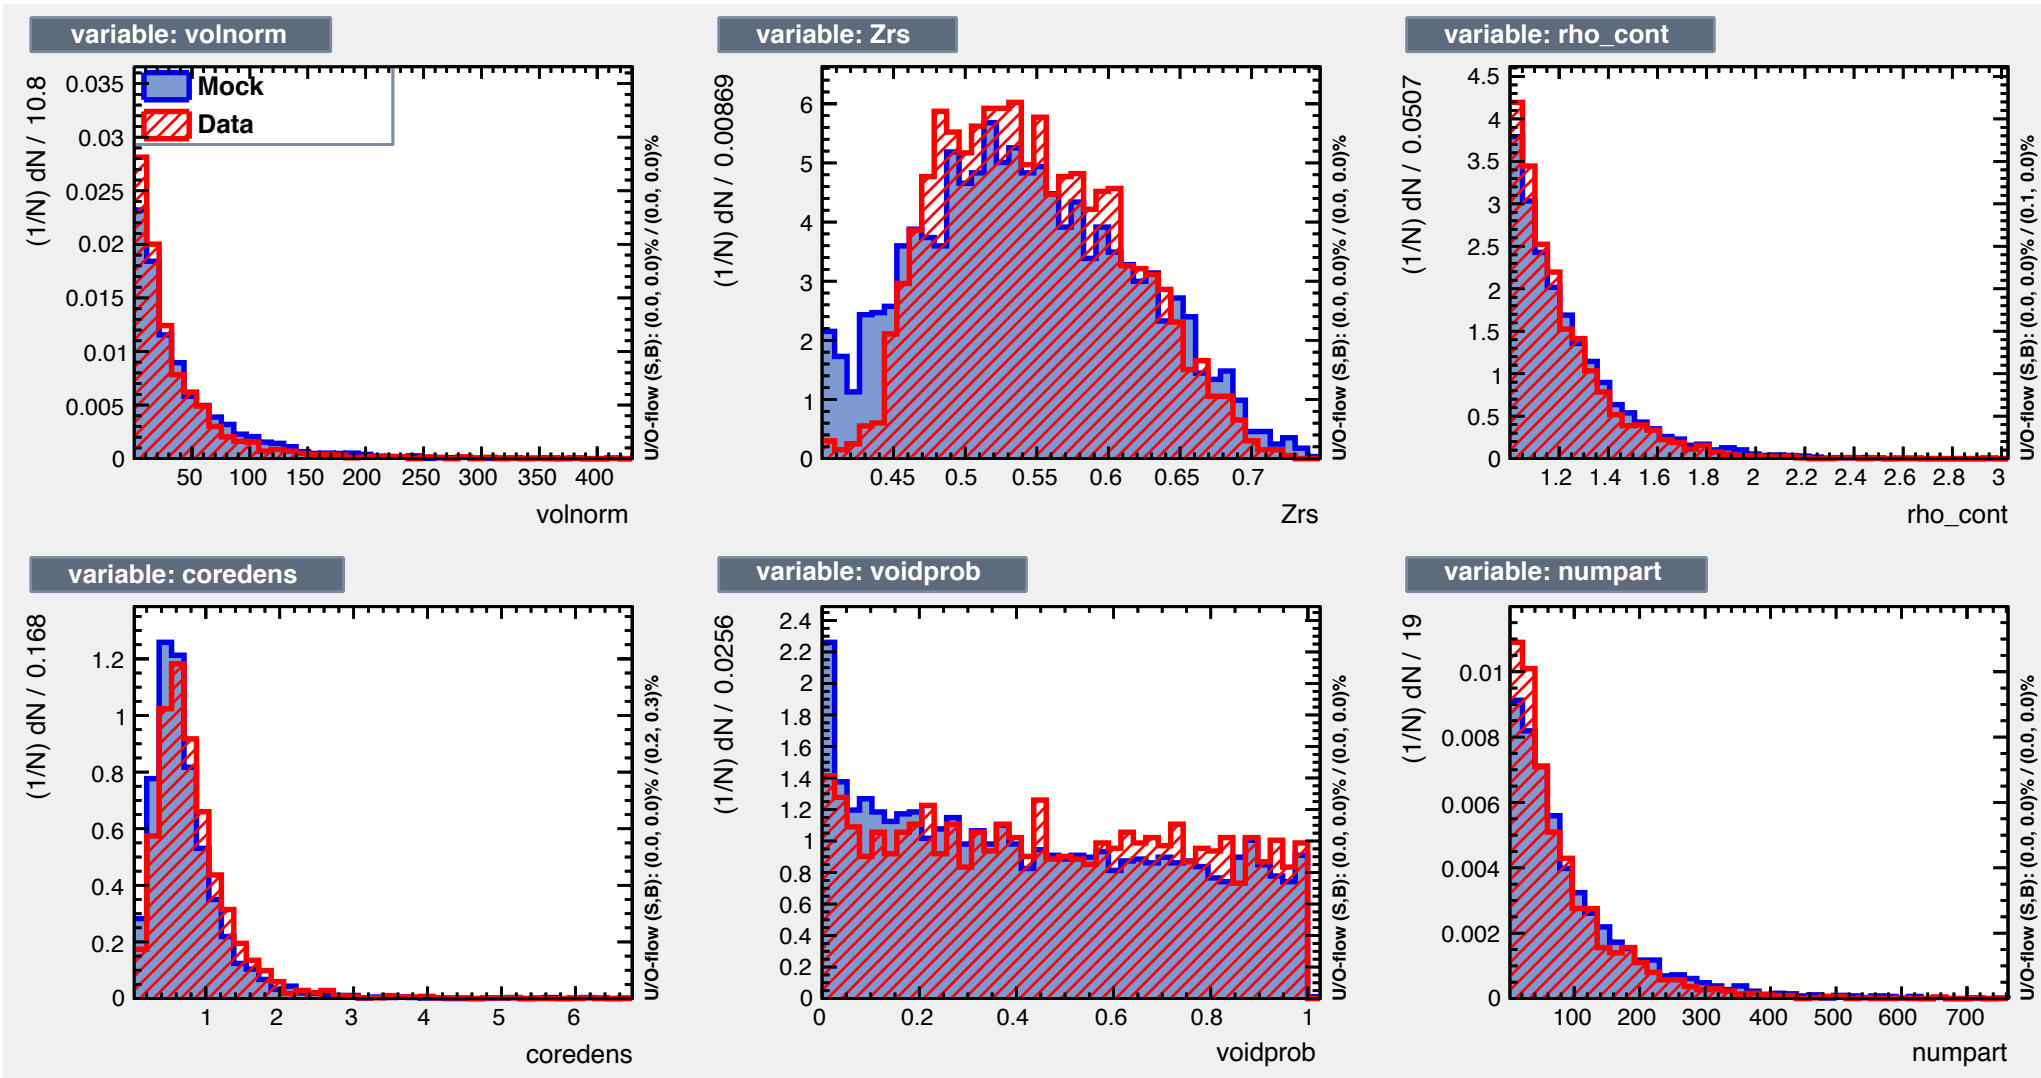 variable: volnorm
(1/N) dN / 10.8
0.035
0.03
0.025
0.02
0.015
0.01
0.005
0
Mock
Data
50 100 150 200 250 300 350 400
volnorm
U/O-flow (S,B): (0.0, 0.0)% / (0.0, 0.0)%
variable: Zrs
(1/N) dN / 0.00869
6
5
4
3
2
1
0
0.45 0.5 0.55 0.6 0.65 0.7
Zrs
U/O-flow (S,B): (0.0, 0.0)% / (0.0, 0.0)%
variable: rho_cont
(1/N) dN / 0.0507
4.5
4
3.5
3
2.5
2
1.5
1
0.5
0
1.2 1.4 1.6 1.8 2 2.2 2.4 2.6 2.8 3
rho_cont
U/O-flow (S,B): (0.0, 0.0)% / (0.1, 0.0)%
variable: coredens
(1/N) dN / 0.168
1.2
1
0.8
0.6
0.4
0.2
0
1 2 3 4 5 6
coredens
U/O-flow (S,B): (0.0, 0.0)% / (0.2, 0.3)%
variable: voidprob
(1/N) dN / 0.0256
2.4
2.2
2
1.8
1.6
1.4
1.2
1
0.8
0.6
0.4
0.2
0
0 0.2 0.4 0.6 0.8 1
voidprob
U/O-flow (S,B): (0.0, 0.0)% / (0.0, 0.0)%
variable: numpart
(1/N) dN / 19
0.01
0.008
0.006
0.004
0.002
0
100 200 300 400 500 600 700
numpart
U/O-flow (S,B): (0.0, 0.0)% / (0.0, 0.0)%